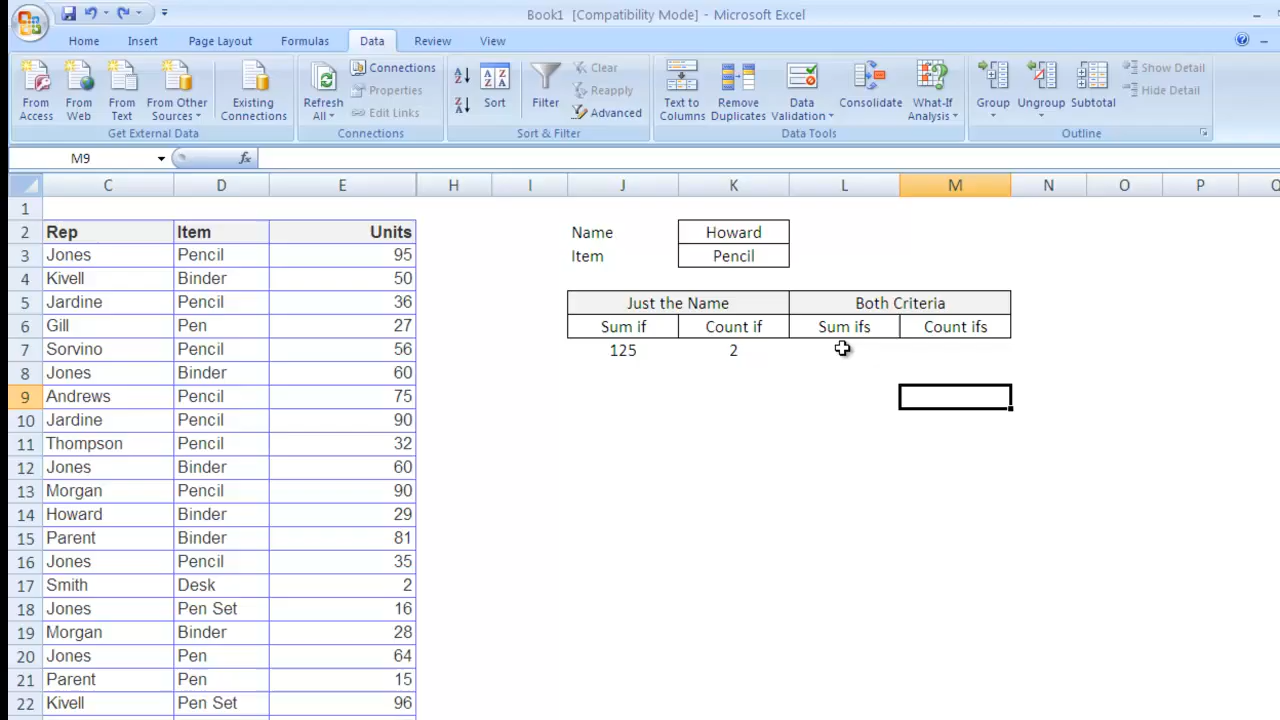 Book1 [Compatibility Mode] - Microsoft Excel
Home Insert Page Layout Formulas Data Review View
From Access
From Web
From Text
From Other Sources
Existing Connections
Get External Data
Refresh All
Connections
Properties
Edit Links
Connections
Sort
Filter
Clear
Reapply
Advanced
Sort & Filter
Text to Columns
Remove Duplicates
Data Validation
Consolidate
What-If Analysis
Data Tools
Group
Ungroup
Subtotal
Show Detail
Hide Detail
Outline
M9 fx
C D E H I J K L M N O P Q
1
2 Rep Item Units Name Howard
3 Jones Pencil 95 Item Pencil
4 Kivell Binder 50
5 Jardine Pencil 36 Just the Name Both Criteria
6 Gill Pen 27 Sum if Count if Sum ifs Count ifs
7 Sorvino Pencil 56 125 2
8 Jones Binder 60
9 Andrews Pencil 75
10 Jardine Pencil 90
11 Thompson Pencil 32
12 Jones Binder 60
13 Morgan Pencil 90
14 Howard Binder 29
15 Parent Binder 81
16 Jones Pencil 35
17 Smith Desk 2
18 Jones Pen Set 16
19 Morgan Binder 28
20 Jones Pen 64
21 Parent Pen 15
22 Kivell Pen Set 96